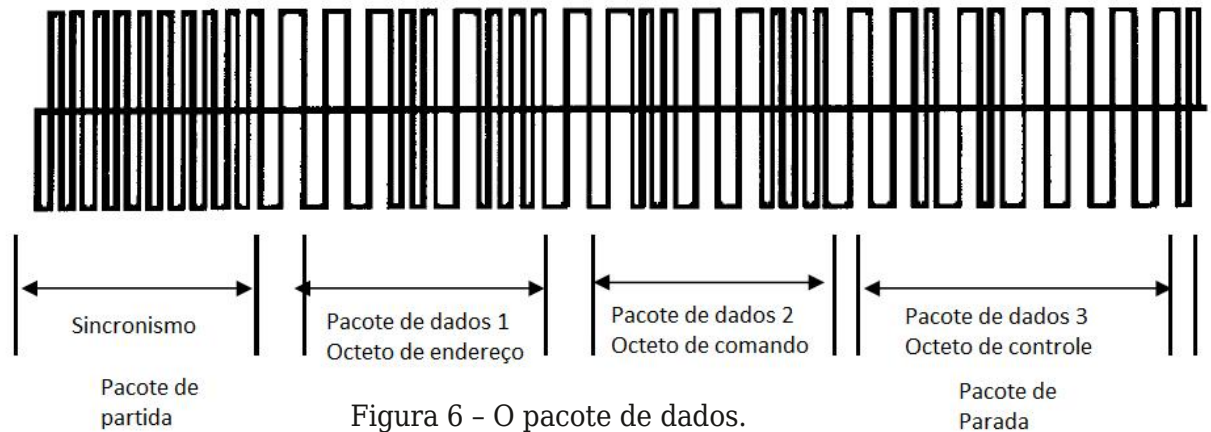 Sincronismo
Pacote de dados 1
Octeto de endereço
Pacote de dados 2
Octeto de comando
Pacote de dados 3
Octeto de controle
Pacote de
partida
Pacote de
Parada
Figura 6 – O pacote de dados.